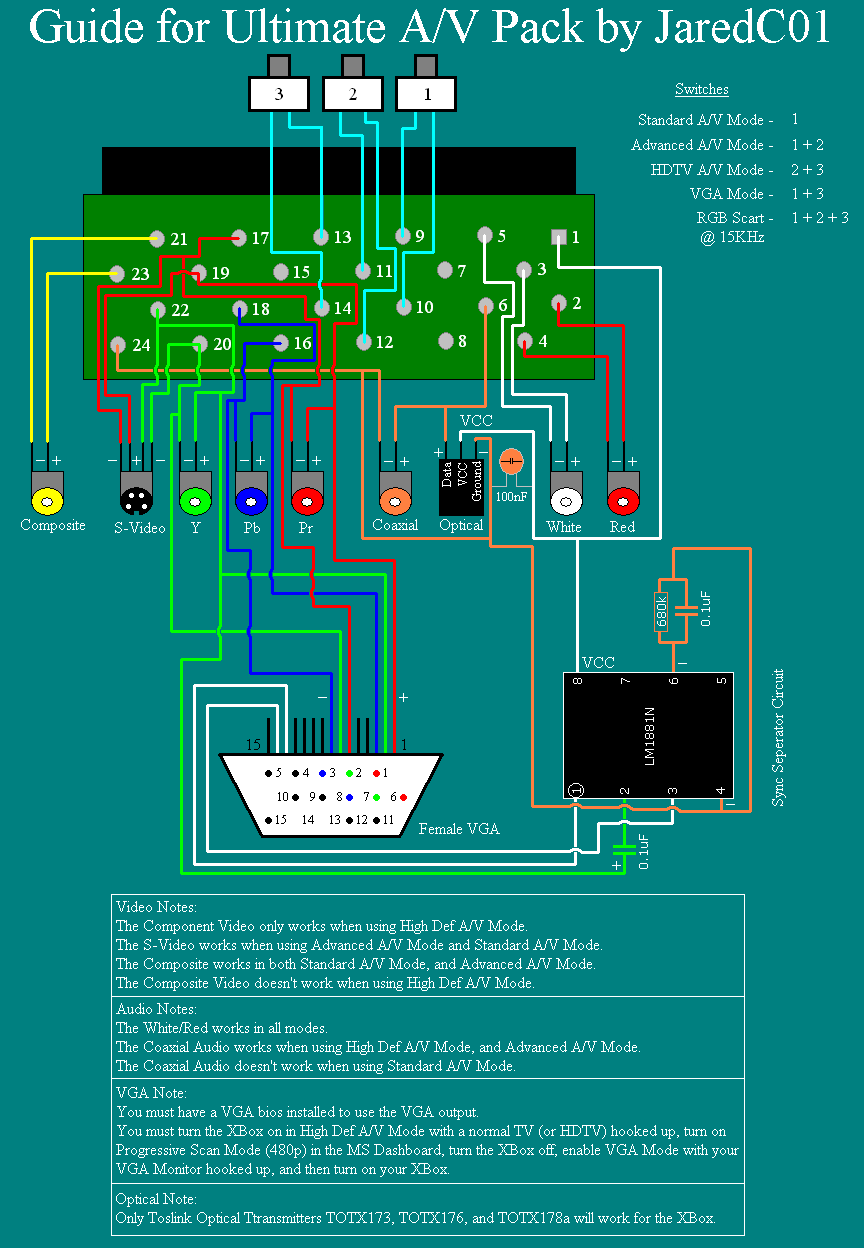 Guide for Ultimate A/V Pack by JaredC01
3 2 1
Switches
Standard A/V Mode - 1
Advanced A/V Mode - 1 + 2
HDTV A/V Mode - 2 + 3
VGA Mode - 1 + 3
RGB Scart - 1 + 2 + 3
@ 15KHz
21 17 13 9 5 1
23 19 15 11 7 3
22 18 14 10 6 2
24 20 16 12 8 4
VCC
- + - + - - + - + - + - + + - - + - +
Data
VCC
Ground
100nF
Composite S-Video Y Pb Pr Coaxial Optical White Red
680k
0.1uF
VCC
-
8 7 6 5
LM1881N
1 2 3 4
-
Sync Seperator Circuit
- +
15 1
5 4 3 2 1
10 9 8 7 6
15 14 13 12 11
Female VGA
+
0.1uF
Video Notes:
The Component Video only works when using High Def A/V Mode.
The S-Video works when using Advanced A/V Mode and Standard A/V Mode.
The Composite works in both Standard A/V Mode, and Advanced A/V Mode.
The Composite Video doesn't work when using High Def A/V Mode.
Audio Notes:
The White/Red works in all modes.
The Coaxial Audio works when using High Def A/V Mode, and Advanced A/V Mode.
The Coaxial Audio doesn't work when using Standard A/V Mode.
VGA Note:
You must have a VGA bios installed to use the VGA output.
You must turn the XBox on in High Def A/V Mode with a normal TV (or HDTV) hooked up, turn on
Progressive Scan Mode (480p) in the MS Dashboard, turn the XBox off, enable VGA Mode with your
VGA Monitor hooked up, and then turn on your XBox.
Optical Note:
Only Toslink Optical Ttransmitters TOTX173, TOTX176, and TOTX178a will work for the XBox.